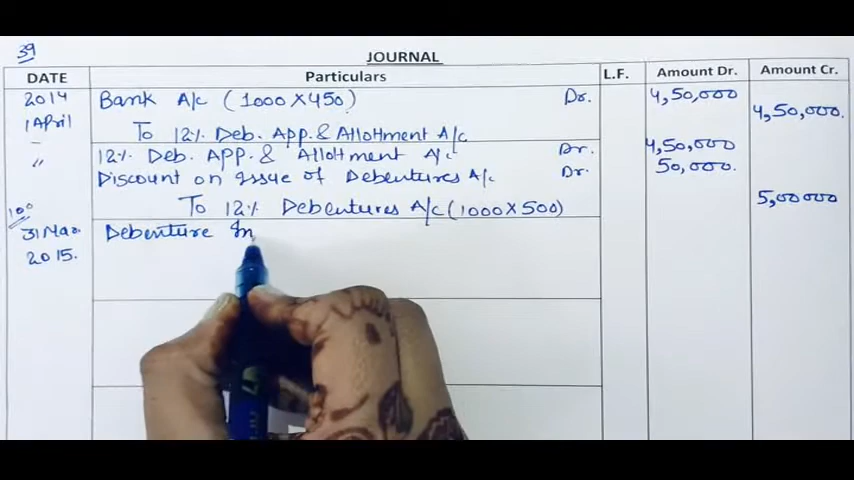 39
JOURNAL
DATE Particulars L.F. Amount Dr. Amount Cr.
2014 Bank A/c (1000×450) Dr. 4,50,000
1 April To 12% Deb. App. & Allotment A/c 4,50,000.
" 12% Deb. App. & Allotment A/c Dr. 4,50,000
Discount on Issue of Debentures A/c Dr. 50,000.
To 12% Debentures A/c (1000×500) 5,00000
31 Mar. Debenture In
2015.